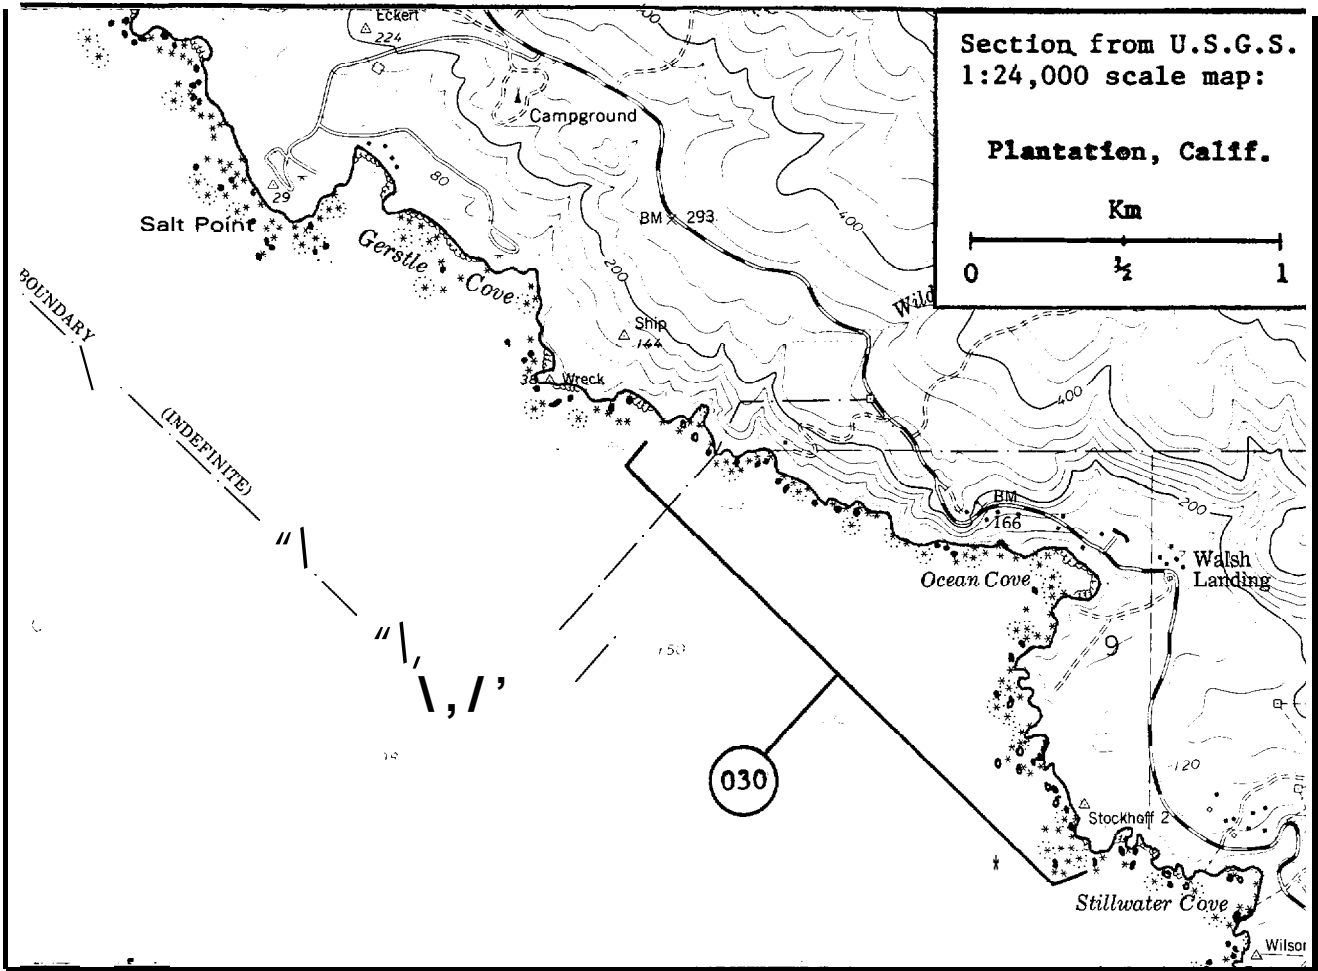 Section from U.S.G.S.
1:24,000 scale map:
Plantation, Calif.
Km
0 ½ 1
Eckert
224
400
Campground
80
29
Salt Point
BM × 293
400
Gerstle
Cove
200
BOUNDARY
Wild
Ship
144
38 Wreck
400
(INDEFINITE)
BM
166
200
Walsh
Landing
Ocean Cove
9
150
030
120
Stockhoff 2
Stillwater Cove
Wilson